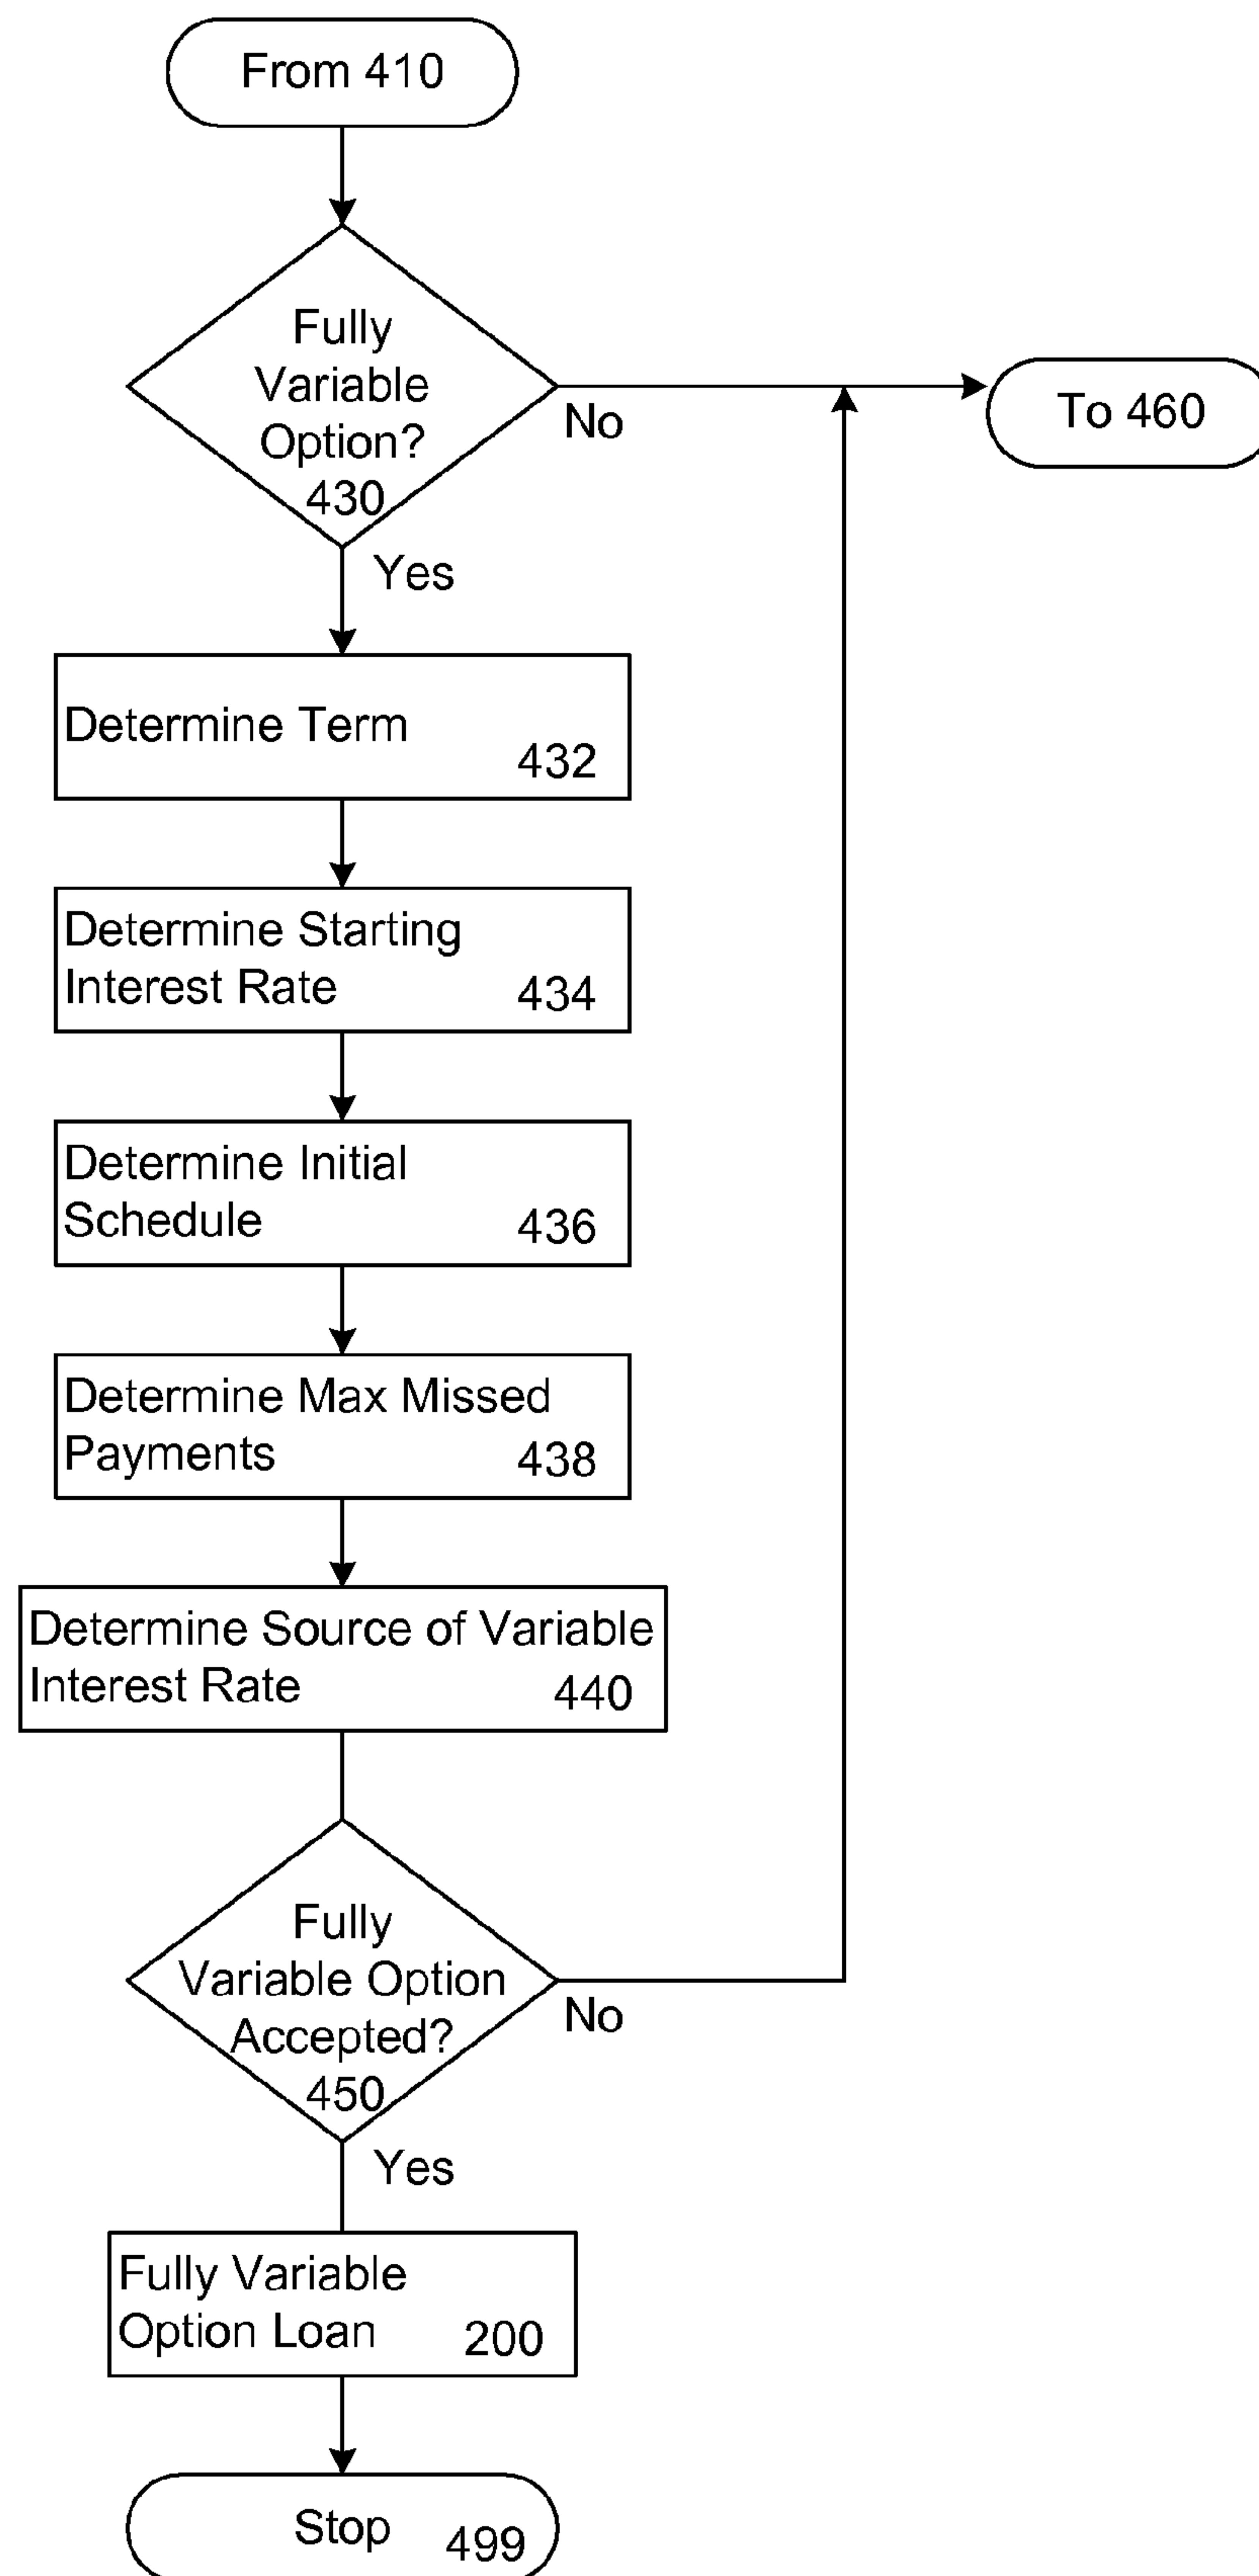 From 410
Fully
Variable
Option?
430
No
To 460
Yes
Determine Term
432
Determine Starting
Interest Rate
434
Determine Initial
Schedule
436
Determine Max Missed
Payments
438
Determine Source of Variable
Interest Rate
440
Fully
Variable Option
Accepted?
450
No
Yes
Fully Variable
Option Loan
200
Stop
499